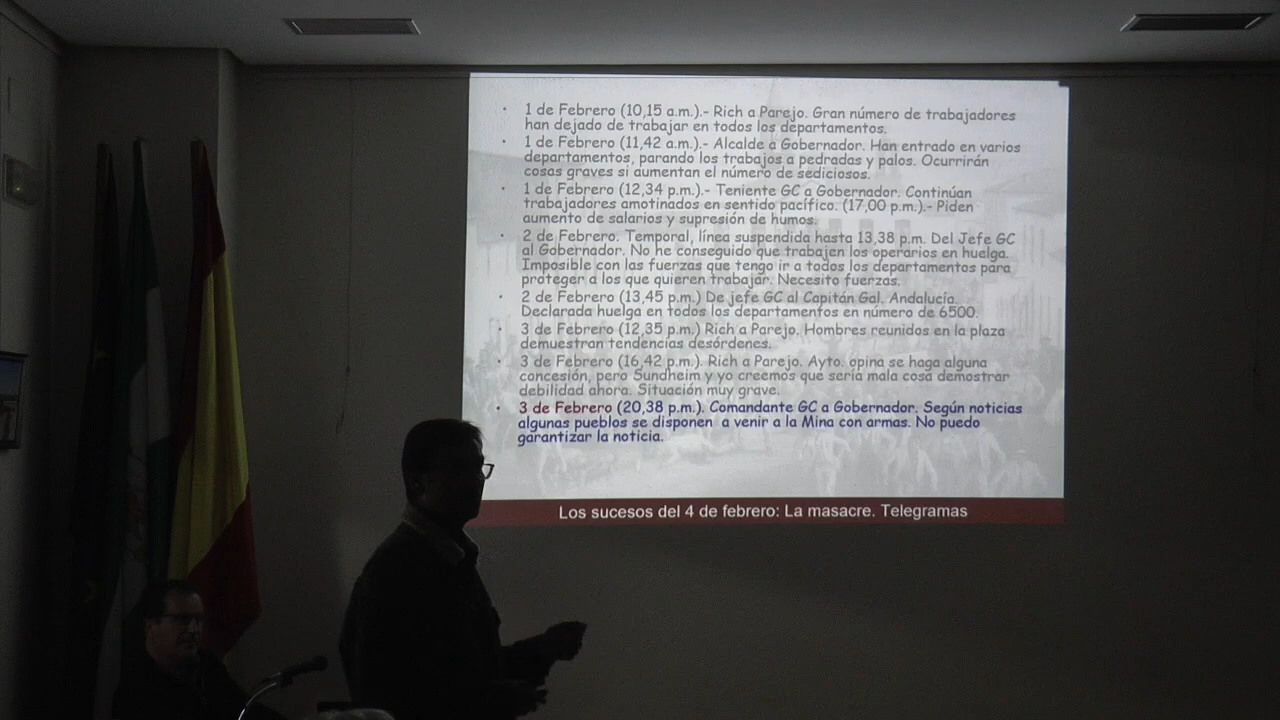 1 de Febrero (10,15 a.m.).- Rich a Parejo. Gran número de trabajadores
han dejado de trabajar en todos los departamentos.
1 de Febrero (11,42 a.m.).- Alcalde a Gobernador. Han entrado en varios
departamentos, parando los trabajos a pedradas y palos. Ocurrirán
cosas graves si aumentan el número de sediciosos.
1 de Febrero (12,34 p.m.).- Teniente GC a Gobernador. Continúan
trabajadores amotinados en sentido pacífico. (17,00 p.m.).- Piden
aumento de salarios y supresión de humos.
2 de Febrero. Temporal, línea suspendida hasta 13,38 p.m. Del Jefe GC
al Gobernador. No he conseguido que trabajen los operarios en huelga.
Imposible con las fuerzas que tengo ir a todos los departamentos para
proteger a los que quieren trabajar. Necesito fuerzas.
2 de Febrero (13,45 p.m.) De jefe GC al Capitán Gal. Andalucía.
Declarada huelga en todos los departamentos en número de 6500.
3 de Febrero (12,35 p.m.) Rich a Parejo. Hombres reunidos en la plaza
demuestran tendencias desórdenes.
3 de Febrero (16,42 p.m.). Rich a Parejo. Ayto. opina se haga alguna
concesión, pero Sundheim y yo creemos que sería mala cosa demostrar
debilidad ahora. Situación muy grave.
3 de Febrero (20,38 p.m.). Comandante GC a Gobernador. Según noticias
algunas pueblos se disponen a venir a la Mina con armas. No puedo
garantizar la noticia.
Los sucesos del 4 de febrero: La masacre. Telegramas